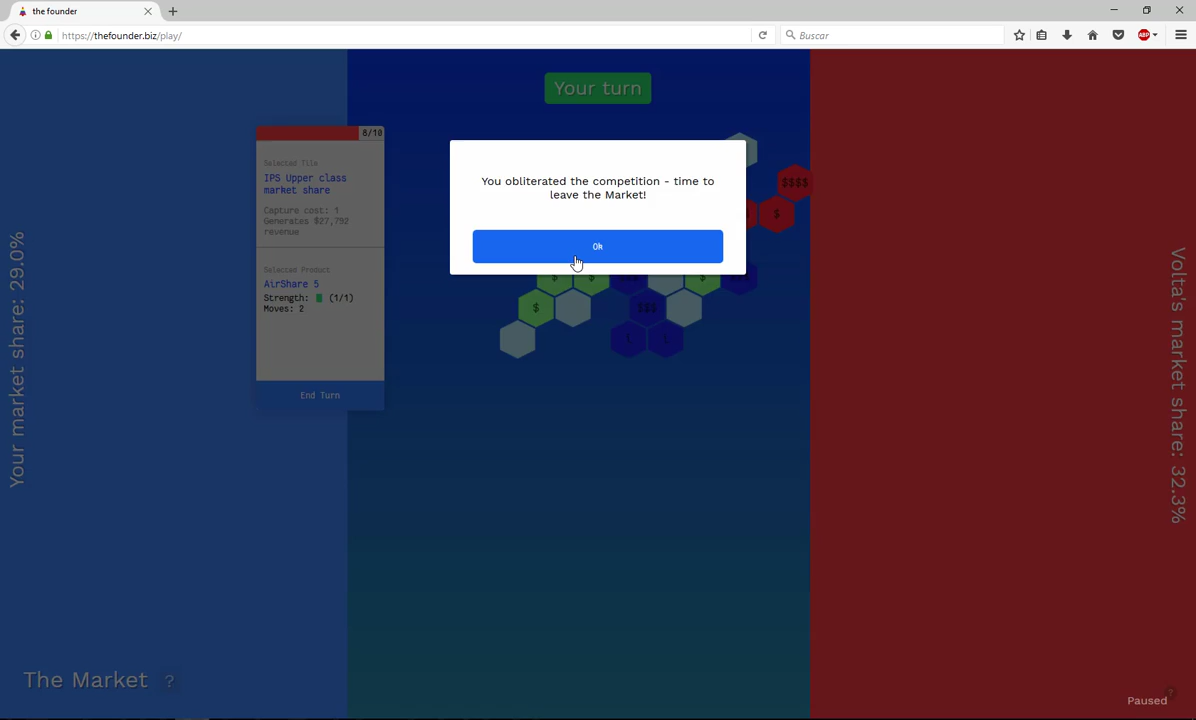 the founder
https://thefounder.biz/play/
Buscar
ABP
Your turn
8/10
Selected Tile
IPS Upper class
market share
Capture cost: 1
Generates $27,792
revenue
Selected Product
AirShare 5
Strength: (1/1)
Moves: 2
End Turn
You obliterated the competition - time to
leave the Market!
Ok
$$$$
$
$
$
$
$
$$$
Your market share: 29.0%
Volta's market share: 32.3%
The Market ?
?
Paused